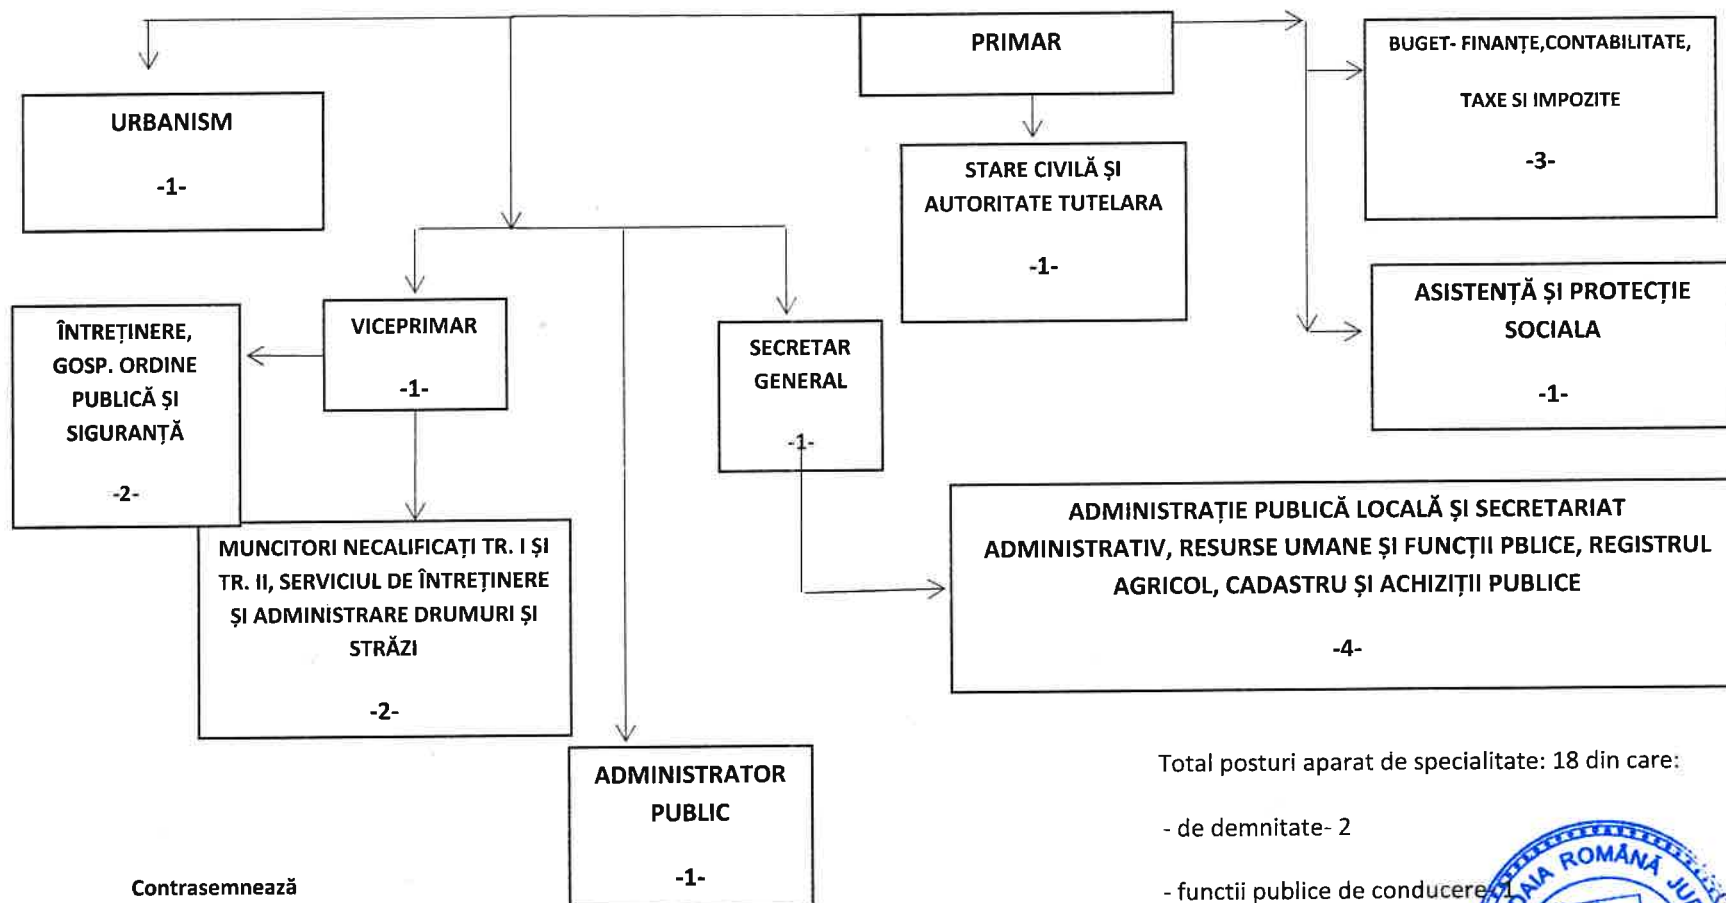 PRIMAR
BUGET- FINANȚE,CONTABILITATE,
TAXE SI IMPOZITE
-3-
URBANISM
-1-
STARE CIVILĂ ȘI
AUTORITATE TUTELARA
-1-
ASISTENȚĂ ȘI PROTECȚIE
SOCIALA
-1-
ÎNTREȚINERE,
GOSP. ORDINE
PUBLICĂ ȘI
SIGURANȚĂ
-2-
VICEPRIMAR
-1-
SECRETAR
GENERAL
-1-
ADMINISTRAȚIE PUBLICĂ LOCALĂ ȘI SECRETARIAT
ADMINISTRATIV, RESURSE UMANE ȘI FUNCȚII PBLICE, REGISTRUL
AGRICOL, CADASTRU ȘI ACHIZIȚII PUBLICE
-4-
MUNCITORI NECALIFICAȚI TR. I ȘI
TR. II, SERVICIUL DE ÎNTREȚINERE
ȘI ADMINISTRARE DRUMURI ȘI
STRĂZI
-2-
ADMINISTRATOR
PUBLIC
-1-
Total posturi aparat de specialitate: 18 din care:
- de demnitate- 2
- functii publice de conducere- 1
Contrasemnează
ROMÂNĂ